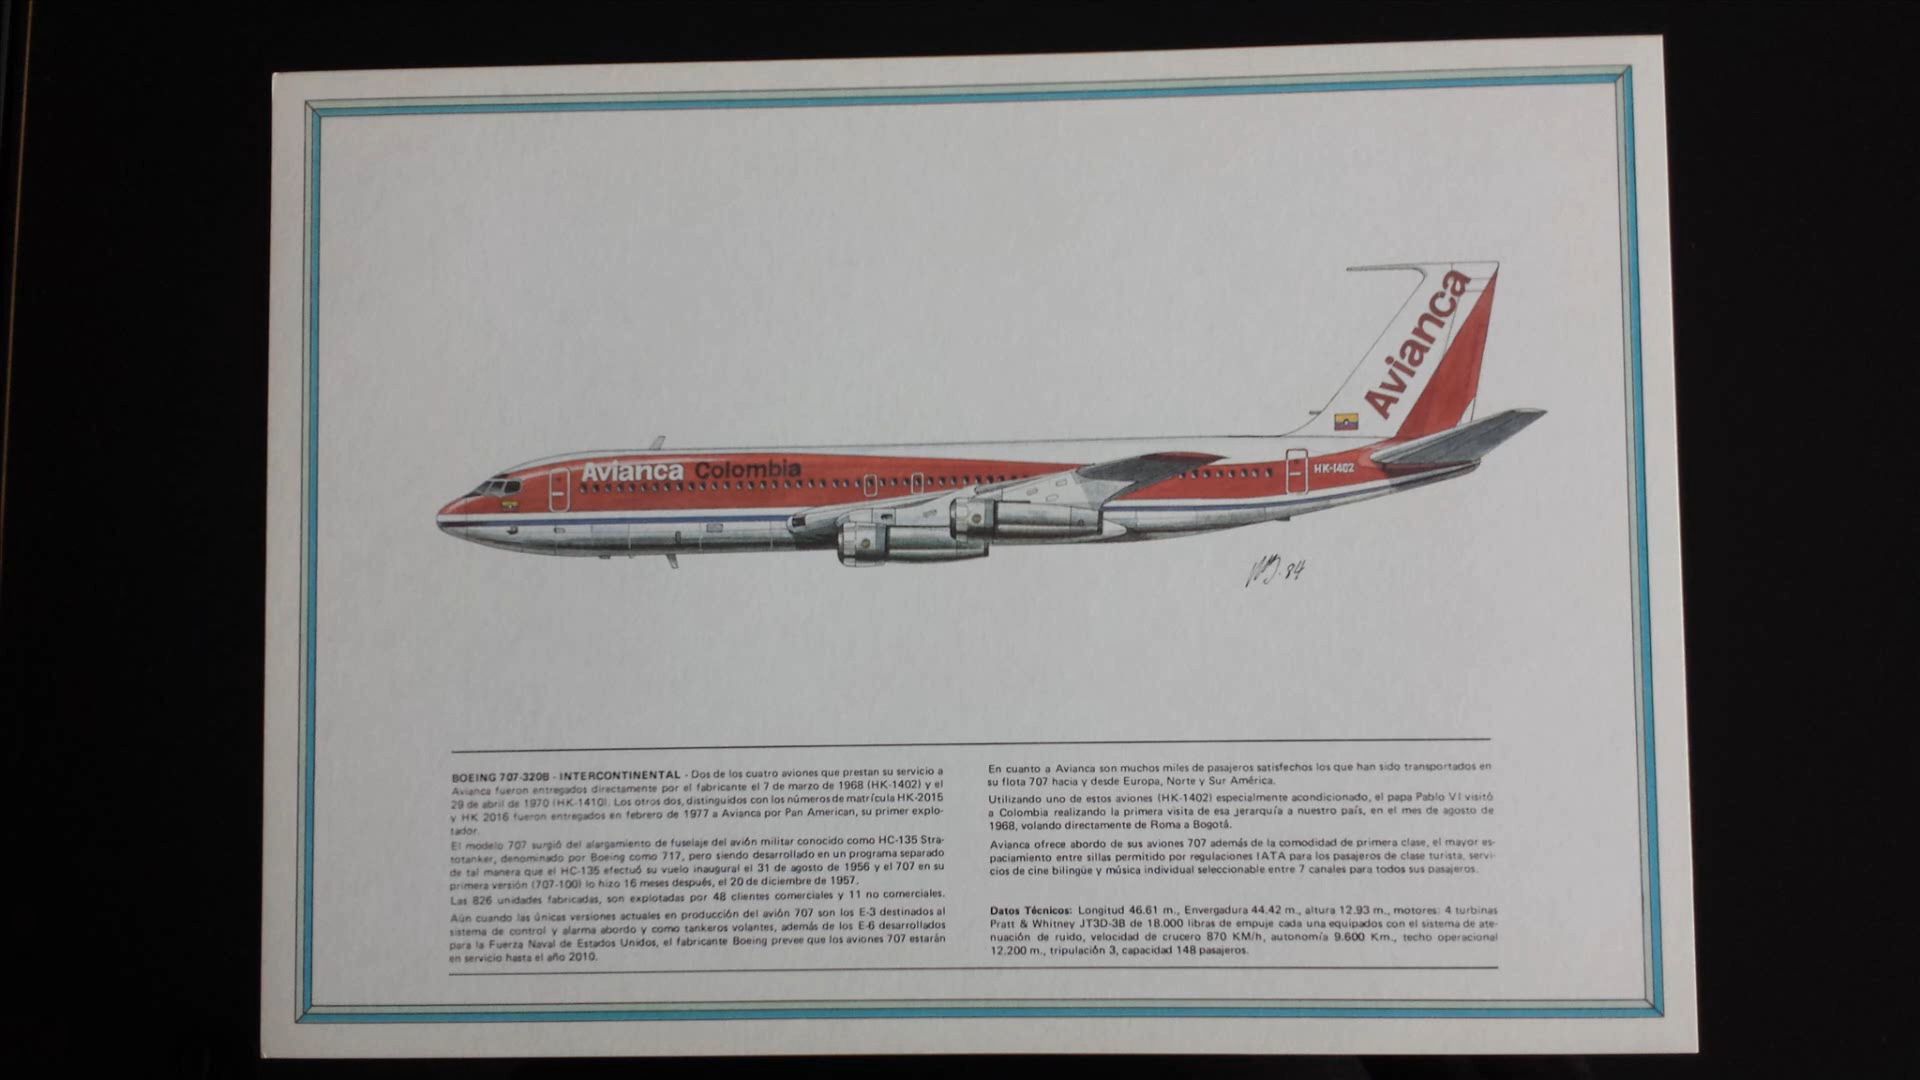 Avianca
Avianca Colombia
HK-1402
84
BOEING 707-320B - INTERCONTINENTAL - Dos de los cuatro aviones que prestan su servicio a
Avianca fueron entregados directamente por el fabricante el 7 de marzo de 1968 (HK-1402) y el
29 de abril de 1970 (HK-1410). Los otros dos, distinguidos con los números de matrícula HK-2015
y HK 2016 fueron entregados en febrero de 1977 a Avianca por Pan American, su primer explo-
tador.
El modelo 707 surgió del alargamiento de fuselaje del avión militar conocido como HC-135 Stra-
totanker, denominado por Boeing como 717, pero siendo desarrollado en un programa separado
de tal manera que el HC-135 efectuó su vuelo inaugural el 31 de agosto de 1956 y el 707 en su
primera versión (707-100) lo hizo 16 meses después, el 20 de diciembre de 1957.
Las 826 unidades fabricadas, son explotadas por 48 clientes comerciales y 11 no comerciales.
Aún cuando las únicas versiones actuales en producción del avión 707 son los E-3 destinados al
sistema de control y alarma abordo y como tankeros volantes, además de los E-6 desarrollados
para la Fuerza Naval de Estados Unidos, el fabricante Boeing prevee que los aviones 707 estarán
en servicio hasta el año 2010.
En cuanto a Avianca son muchos miles de pasajeros satisfechos los que han sido transportados en
su flota 707 hacia y desde Europa, Norte y Sur América.
Utilizando uno de estos aviones (HK-1402) especialmente acondicionado, el papa Pablo VI visitó
a Colombia realizando la primera visita de esa jerarquía a nuestro país, en el mes de agosto de
1968, volando directamente de Roma a Bogotá.
Avianca ofrece abordo de sus aviones 707 además de la comodidad de primera clase, el mayor es-
paciamiento entre sillas permitido por regulaciones IATA para los pasajeros de clase turista, servi-
cios de cine bilingüe y música individual seleccionable entre 7 canales para todos sus pasajeros.
Datos Técnicos: Longitud 46.61 m., Envergadura 44.42 m., altura 12.93 m., motores: 4 turbinas
Pratt & Whitney JT3D-3B de 18.000 libras de empuje cada una equipados con el sistema de ate-
nuación de ruido, velocidad de crucero 870 KM/h, autonomía 9.600 Km., techo operacional
12.200 m., tripulación 3, capacidad 148 pasajeros.